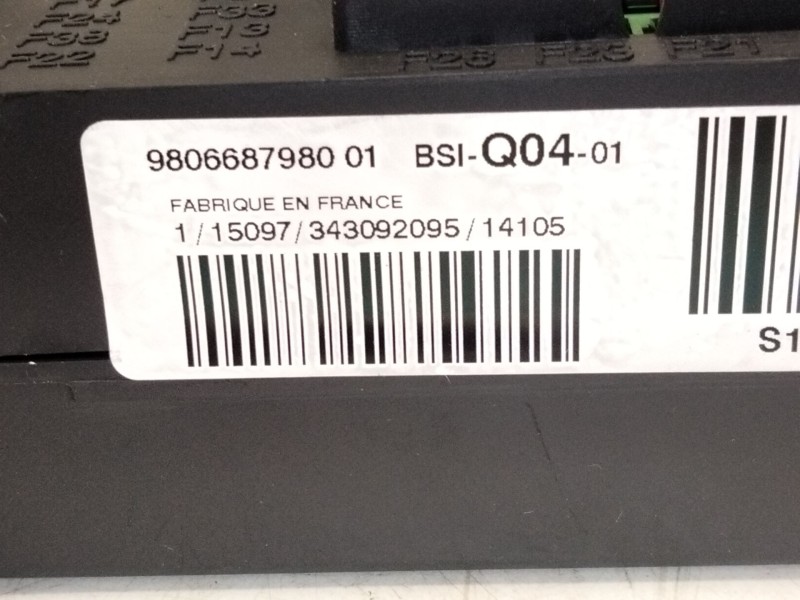 F24 F33
F38 F13
F22 F14
F26 F23 F21
9806687980 01 BSI-Q04-01
FABRIQUE EN FRANCE
1/15097/343092095/14105
S1